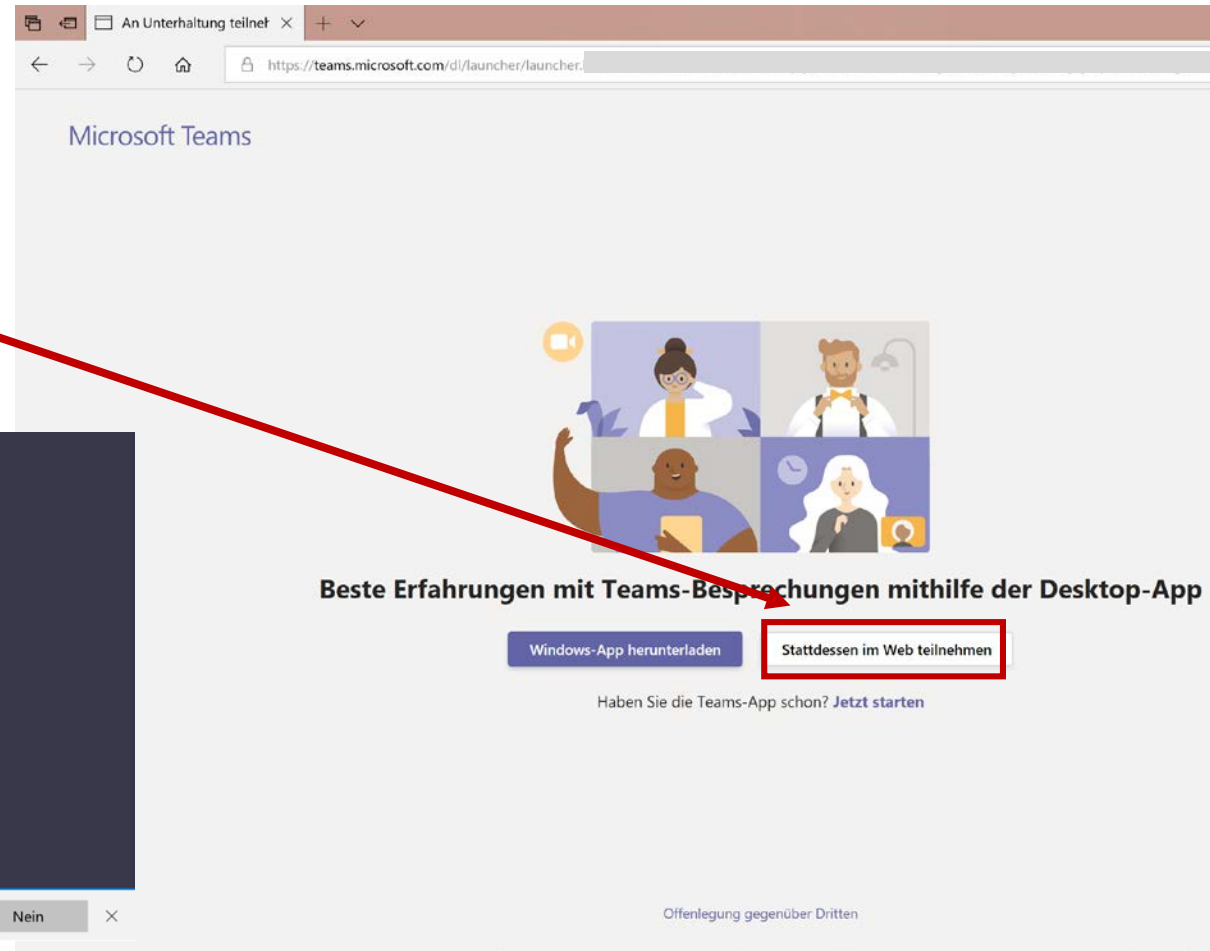 An Unterhaltung teilneh
https://teams.microsoft.com/dl/launcher/launcher.
Microsoft Teams
Beste Erfahrungen mit Teams-Besprechungen mithilfe der Desktop-App
Windows-App herunterladen
Stattdessen im Web teilnehmen
Haben Sie die Teams-App schon? Jetzt starten
Nein
Offenlegung gegenüber Dritten